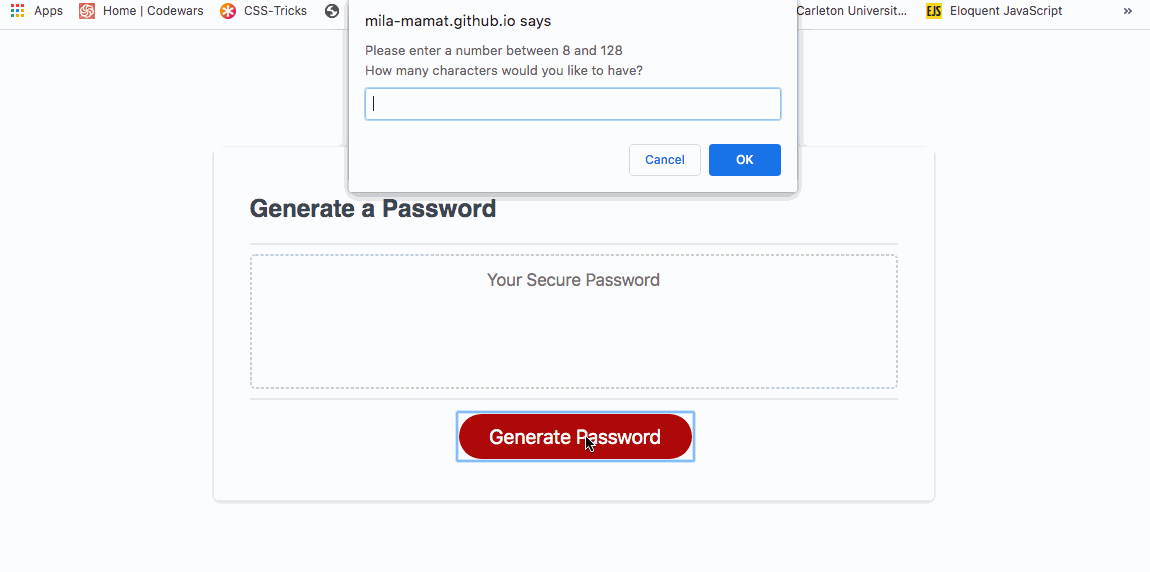 Apps Home | Codewars CSS-Tricks Carleton Universit... EJS Eloquent JavaScript »
mila-mamat.github.io says
Please enter a number between 8 and 128
How many characters would you like to have?
Cancel OK
Generate a Password
Your Secure Password
Generate Password